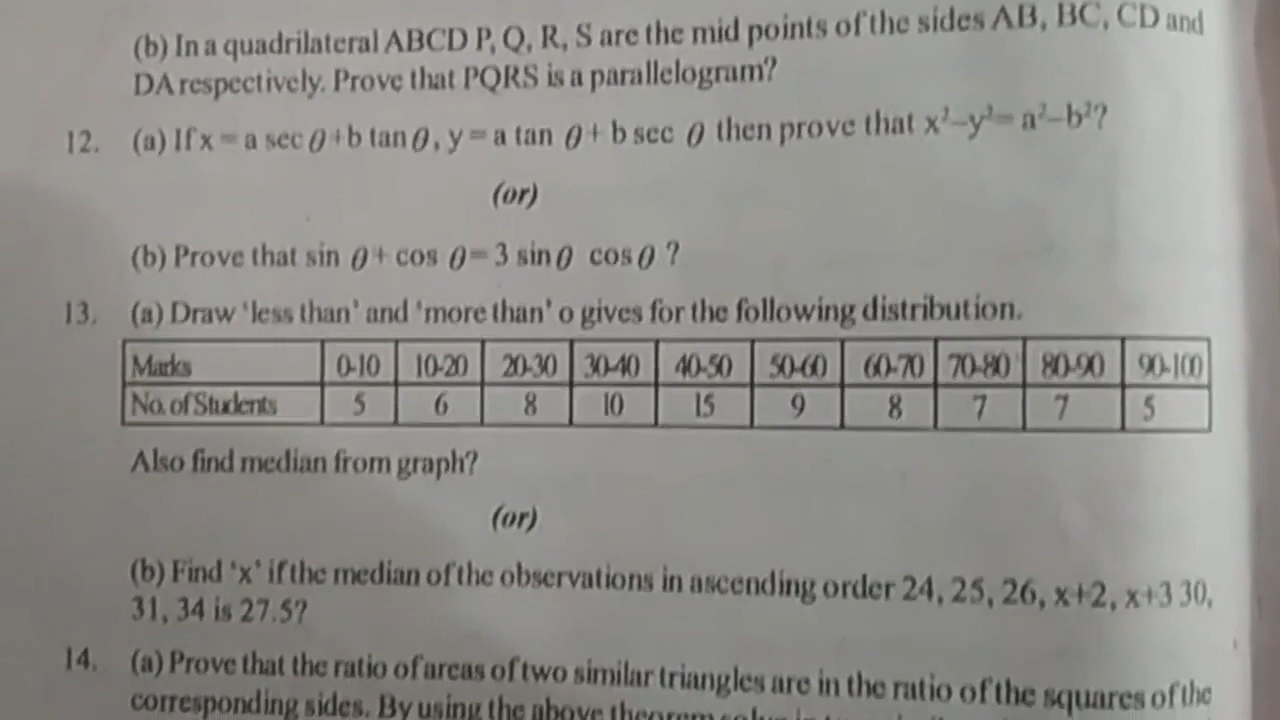 (b) In a quadrilateral ABCD P, Q, R, S are the mid points of the sides AB, BC, CD and
DA respectively. Prove that PQRS is a parallelogram?
12. (a) If x = a sec θ + b tan θ, y = a tan θ + b sec θ then prove that x²–y²= a²–b²?
(or)
(b) Prove that sin θ + cos θ = 3 sin θ cos θ ?
13. (a) Draw 'less than' and 'more than' o gives for the following distribution.
Marks 0-10 10-20 20-30 30-40 40-50 50-60 60-70 70-80 80-90 90-100
No. of Students 5 6 8 10 15 9 8 7 7 5
Also find median from graph?
(or)
(b) Find 'x' if the median of the observations in ascending order 24, 25, 26, x+2, x+3 30,
31, 34 is 27.5?
14. (a) Prove that the ratio of areas of two similar triangles are in the ratio of the squares of the
corresponding sides. By using the above theorem